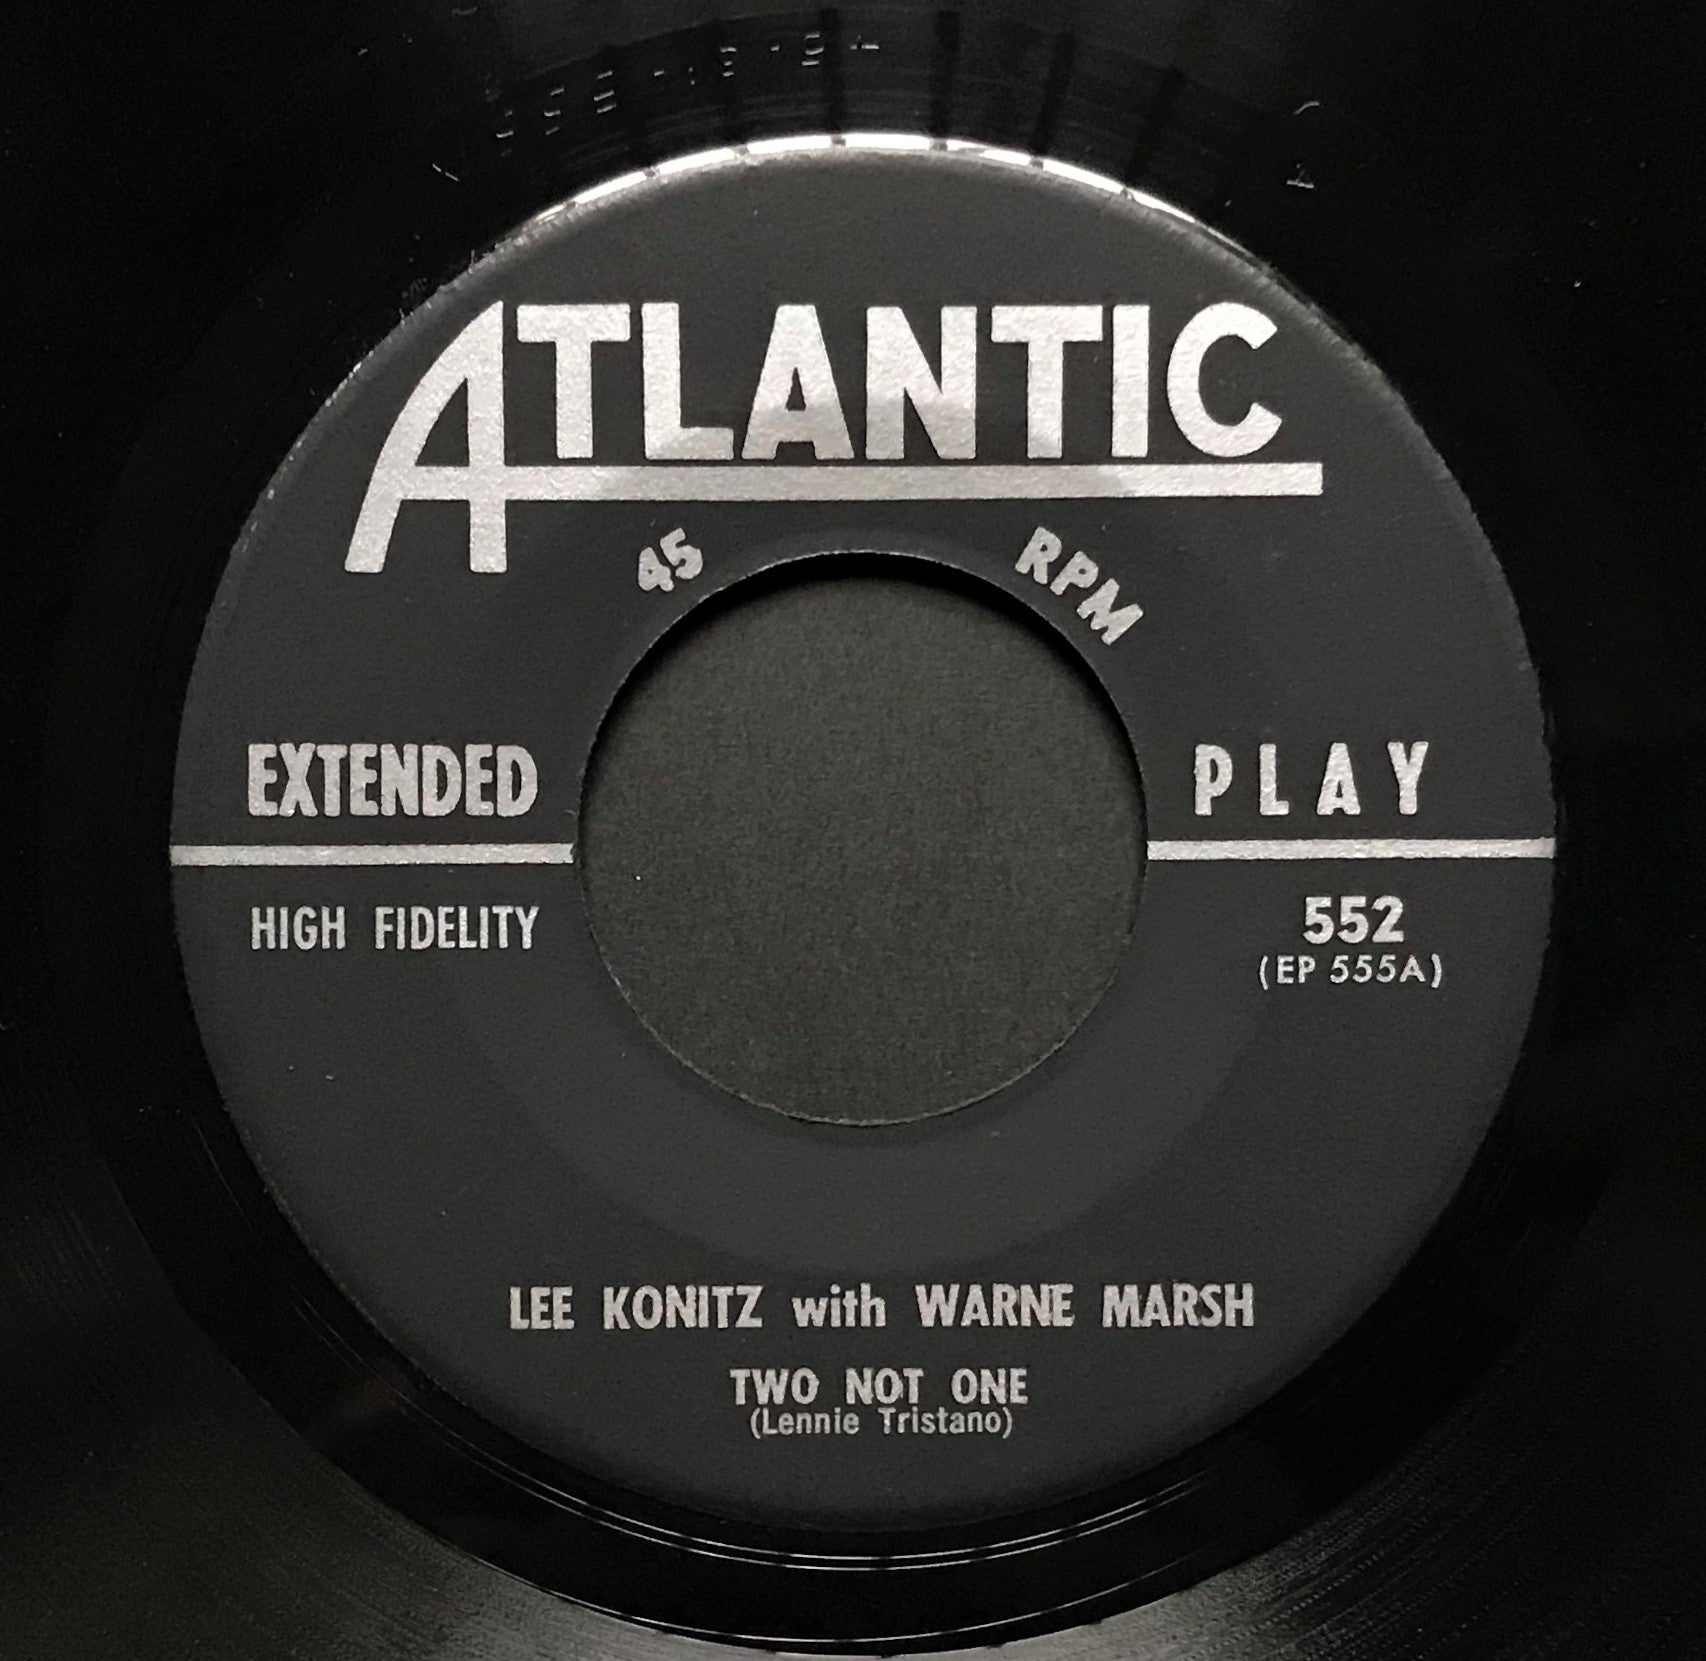 ATLANTIC
45 RPM
EXTENDED PLAY
HIGH FIDELITY
552
(EP 555A)
LEE KONITZ with WARNE MARSH
TWO NOT ONE
(Lennie Tristano)